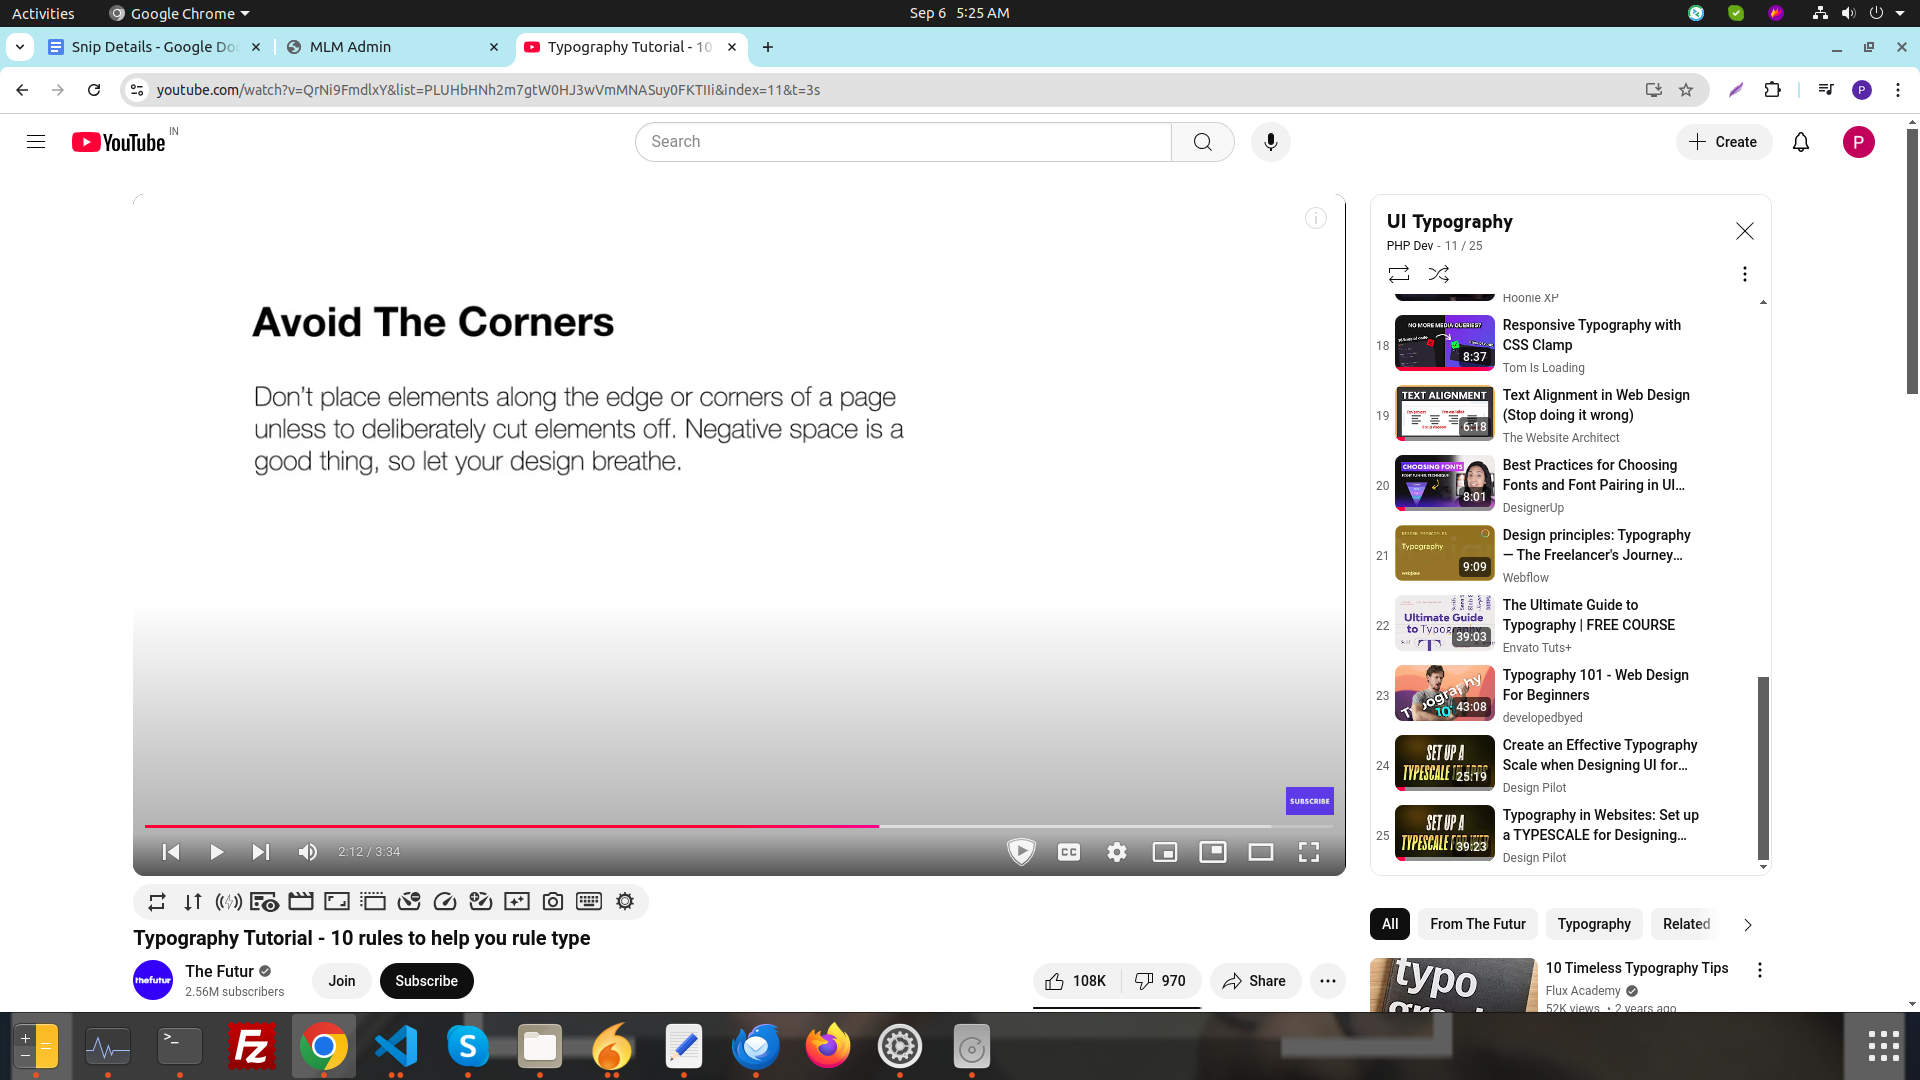 Activities
Google Chrome
Sep 6 5:25 AM
Snip Details - Google Do
MLM Admin
Typography Tutorial - 10
youtube.com/watch?v=QrNi9FmdlxY&list=PLUHbHNh2m7gtW0HJ3wVmMNASuy0FKTIIi&index=11&t=3s
P
YouTube
IN
Search
Create
P
Avoid The Corners
Don't place elements along the edge or corners of a page
unless to deliberately cut elements off. Negative space is a
good thing, so let your design breathe.
SUBSCRIBE
2:12 / 3:34
CC
Typography Tutorial - 10 rules to help you rule type
thefutur
The Futur
2.56M subscribers
Join
Subscribe
108K
970
Share
UI Typography
PHP Dev - 11 / 25
Hoonie XP
18
NO MORE MEDIA QUERIES?
8:37
Responsive Typography with
CSS Clamp
Tom Is Loading
19
TEXT ALIGNMENT
6:18
Text Alignment in Web Design
(Stop doing it wrong)
The Website Architect
20
CHOOSING FONTS
8:01
Best Practices for Choosing
Fonts and Font Pairing in UI...
DesignerUp
21
Typography
9:09
Design principles: Typography
— The Freelancer's Journey...
Webflow
22
Ultimate Guide
to Typography
39:03
The Ultimate Guide to
Typography | FREE COURSE
Envato Tuts+
23
Typography
10
43:08
Typography 101 - Web Design
For Beginners
developedbyed
24
SET UP A
TYPESCALE
25:19
Create an Effective Typography
Scale when Designing UI for...
Design Pilot
25
SET UP A
TYPESCALE
39:23
Typography in Websites: Set up
a TYPESCALE for Designing...
Design Pilot
All
From The Futur
Typography
Related
typo
10 Timeless Typography Tips
Flux Academy
52K views • 2 years ago
>_
Fz
S